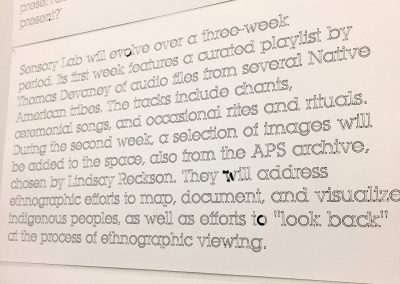 preserve
present?
Sensory Lab will evolve over a three-week
period. Its first week features a curated playlist by
Thomas Devaney of audio files from several Native
American tribes. The tracks include chants,
ceremonial songs, and occasional rites and rituals.
During the second week, a selection of images will
be added to the space, also from the APS archive,
chosen by Lindsay Reckson. They will address
ethnographic efforts to map, document, and visualize
indigenous peoples, as well as efforts to "look back"
at the process of ethnographic viewing.